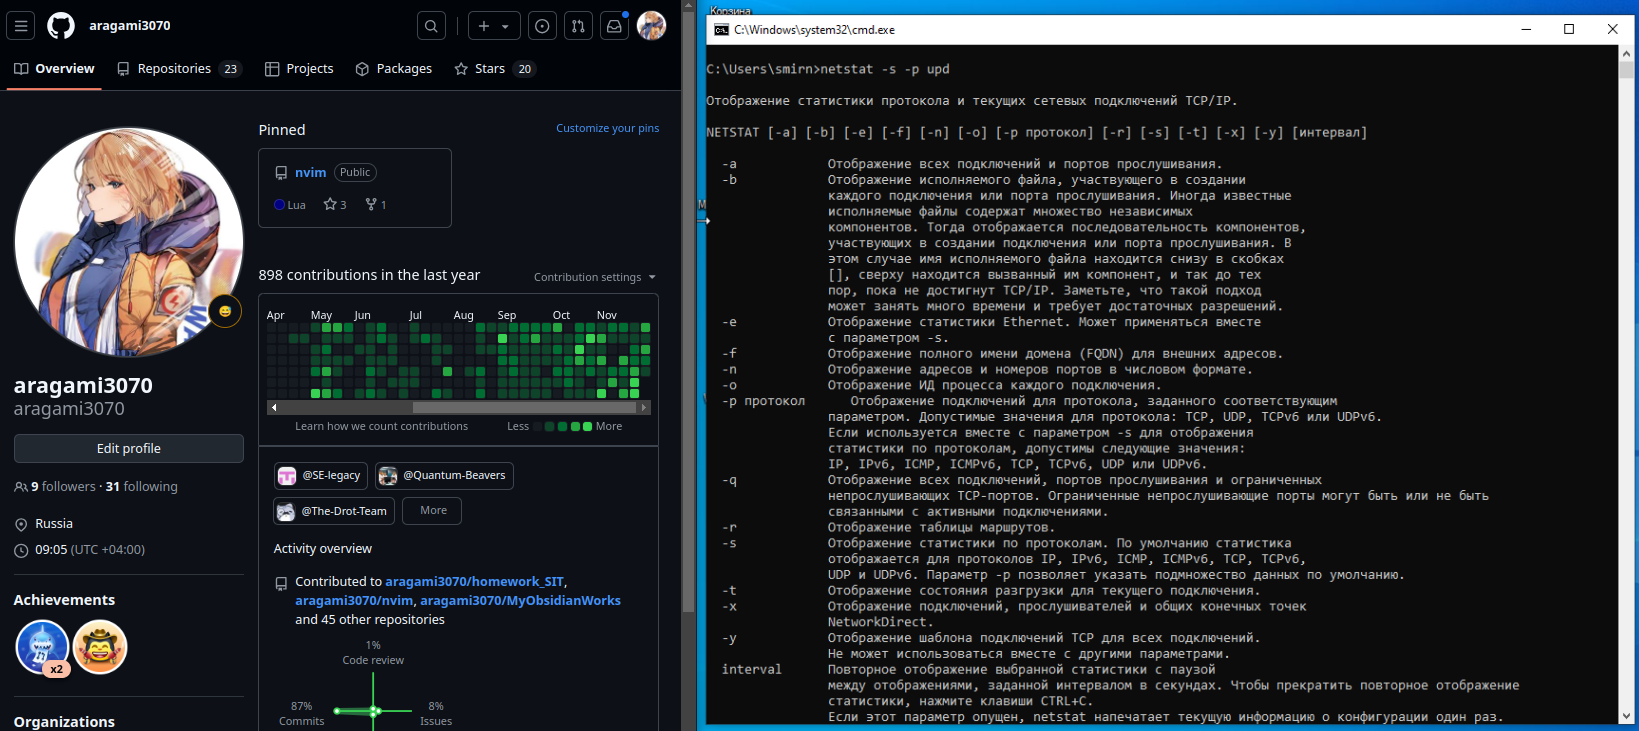 aragami3070
Overview
Repositories 23
Projects
Packages
Stars 20
Pinned
Customize your pins
nvim Public
Lua 3 1
898 contributions in the last year
Contribution settings
Apr May Jun Jul Aug Sep Oct Nov
Learn how we count contributions
Less More
aragami3070
aragami3070
Edit profile
9 followers · 31 following
Russia
09:05 (UTC +04:00)
Achievements
x2
Organizations
@SE-legacy
@Quantum-Beavers
@The-Drot-Team
More
Activity overview
Contributed to aragami3070/homework_SIT,
aragami3070/nvim, aragami3070/MyObsidianWorks
and 45 other repositories
1%
Code review
87%
Commits
8%
Issues
Корзина
C:\Windows\system32\cmd.exe
C:\Users\smirn>netstat -s -p upd
Отображение статистики протокола и текущих сетевых подключений TCP/IP.
NETSTAT [-a] [-b] [-e] [-f] [-n] [-o] [-p протокол] [-r] [-s] [-t] [-x] [-y] [интервал]
-a Отображение всех подключений и портов прослушивания.
-b Отображение исполняемого файла, участвующего в создании
каждого подключения или порта прослушивания. Иногда известные
исполняемые файлы содержат множество независимых
компонентов. Тогда отображается последовательность компонентов,
участвующих в создании подключения или порта прослушивания. В
этом случае имя исполняемого файла находится снизу в скобках
[], сверху находится вызванный им компонент, и так до тех
пор, пока не достигнут TCP/IP. Заметьте, что такой подход
может занять много времени и требует достаточных разрешений.
-e Отображение статистики Ethernet. Может применяться вместе
с параметром -s.
-f Отображение полного имени домена (FQDN) для внешних адресов.
-n Отображение адресов и номеров портов в числовом формате.
-o Отображение ИД процесса каждого подключения.
-p протокол Отображение подключений для протокола, заданного соответствующим
параметром. Допустимые значения для протокола: TCP, UDP, TCPv6 или UDPv6.
Если используется вместе с параметром -s для отображения
статистики по протоколам, допустимы следующие значения:
IP, IPv6, ICMP, ICMPv6, TCP, TCPv6, UDP или UDPv6.
-q Отображение всех подключений, портов прослушивания и ограниченных
непрослушивающих TCP-портов. Ограниченные непрослушивающие порты могут быть или не быть
связанными с активными подключениями.
-r Отображение таблицы маршрутов.
-s Отображение статистики по протоколам. По умолчанию статистика
отображается для протоколов IP, IPv6, ICMP, ICMPv6, TCP, TCPv6,
UDP и UDPv6. Параметр -p позволяет указать подмножество данных по умолчанию.
-t Отображение состояния разгрузки для текущего подключения.
-x Отображение подключений, прослушивателей и общих конечных точек
NetworkDirect.
-y Отображение шаблона подключений TCP для всех подключений.
Не может использоваться вместе с другими параметрами.
interval Повторное отображение выбранной статистики с паузой
между отображениями, заданной интервалом в секундах. Чтобы прекратить повторное отображение
статистики, нажмите клавиши CTRL+C.
Если этот параметр опущен, netstat напечатает текущую информацию о конфигурации один раз.